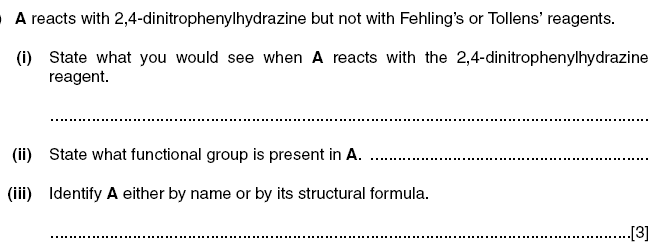 ) A reacts with 2,4-dinitrophenylhydrazine but not with Fehling’s or Tollens’ reagents.
(i) State what you would see when A reacts with the 2,4-dinitrophenylhydrazine
reagent.
..........................................................................................................................
(ii) State what functional group is present in A. .........................................................
(iii) Identify A either by name or by its structural formula.
......................................................................................................................[3]